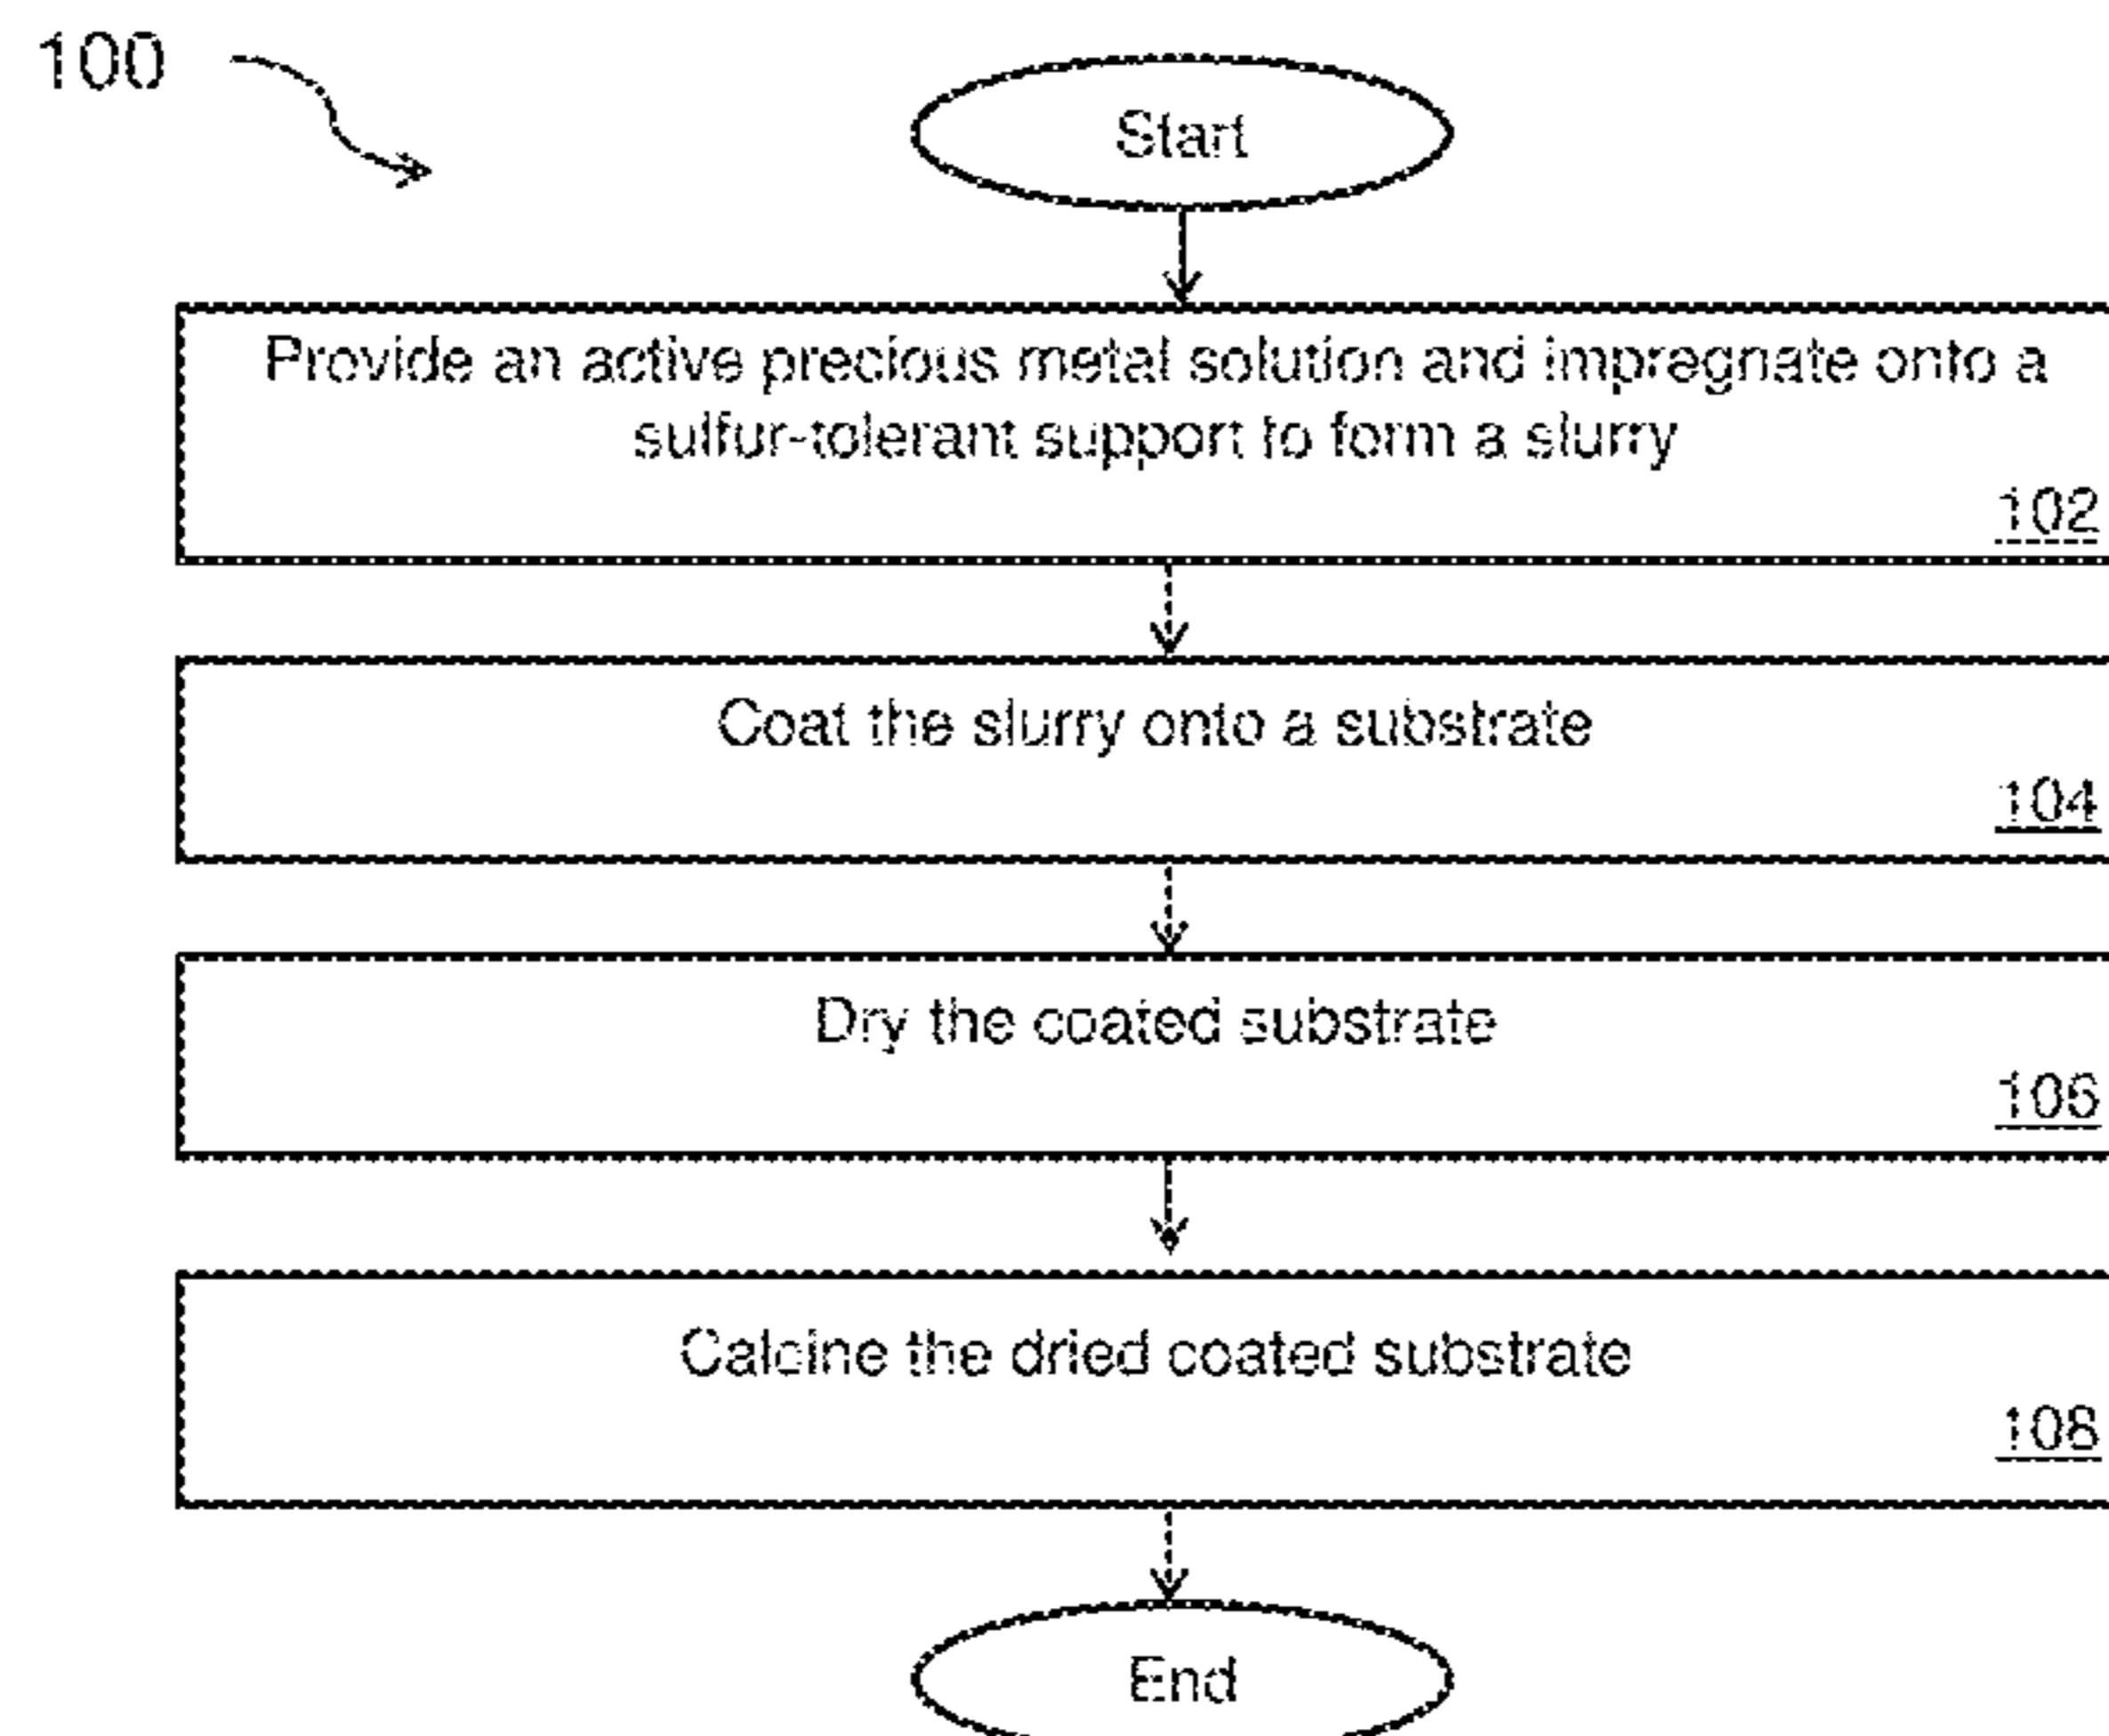 100
Start
Provide an active precious metal solution and impregnate onto a
sulfur-tolerant support to form a slurry
102
Coat the slurry onto a substrate
104
Dry the coated substrate
106
Calcine the dried coated substrate
108
End